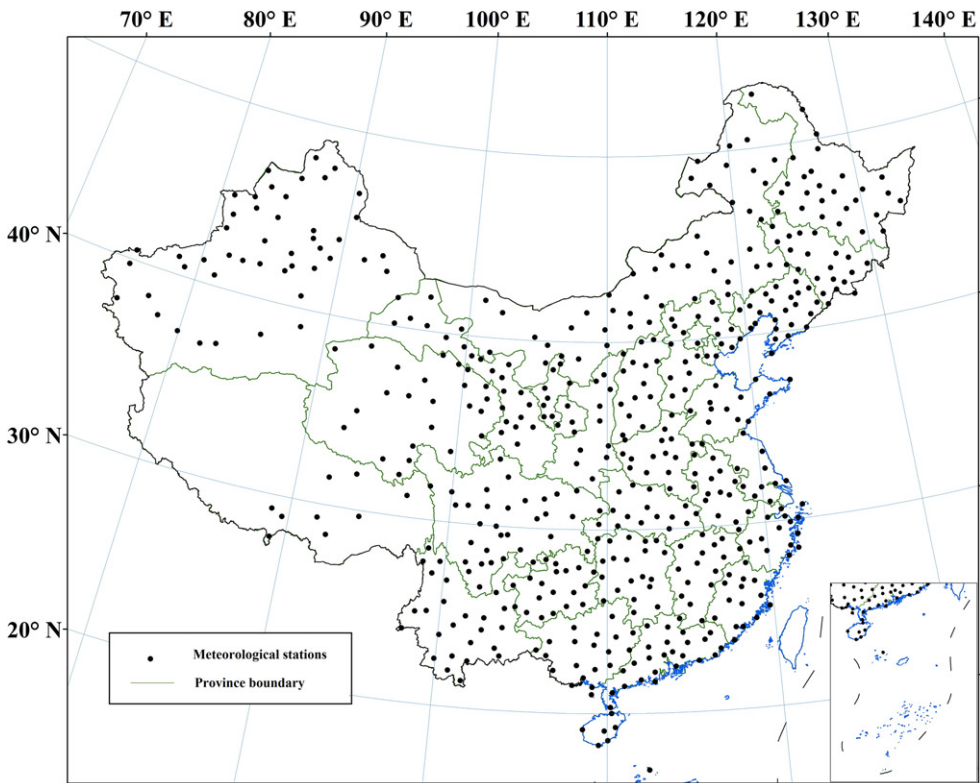 70° E 80° E 90° E 100° E 110° E 120° E 130° E 140° E
40° N
30° N
20° N
Meteorological stations
Province boundary